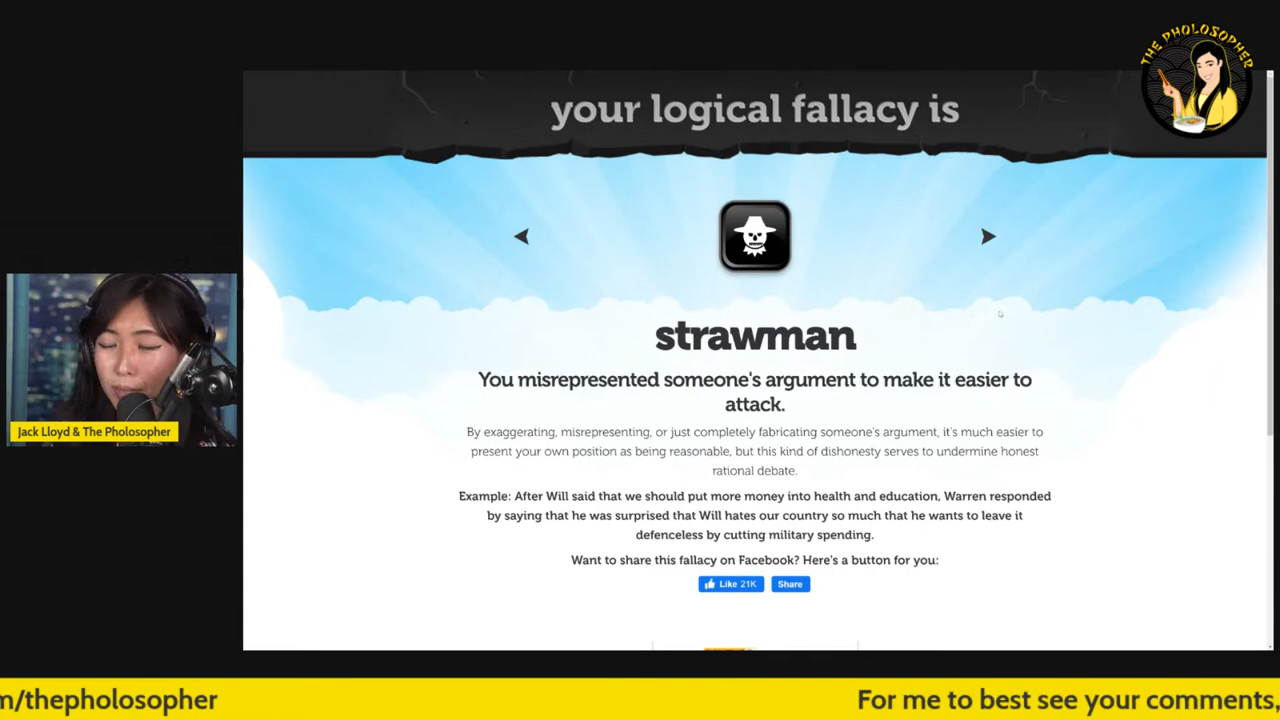 THE PHOLOSOPHER
your logical fallacy is
strawman
You misrepresented someone's argument to make it easier to
attack.
By exaggerating, misrepresenting, or just completely fabricating someone's argument, it's much easier to
present your own position as being reasonable, but this kind of dishonesty serves to undermine honest
rational debate.
Example: After Will said that we should put more money into health and education, Warren responded
by saying that he was surprised that Will hates our country so much that he wants to leave it
defenceless by cutting military spending.
Want to share this fallacy on Facebook? Here's a button for you:
Like 21K Share
Jack Lloyd & The Pholosopher
m/thepholosopher For me to best see your comments,